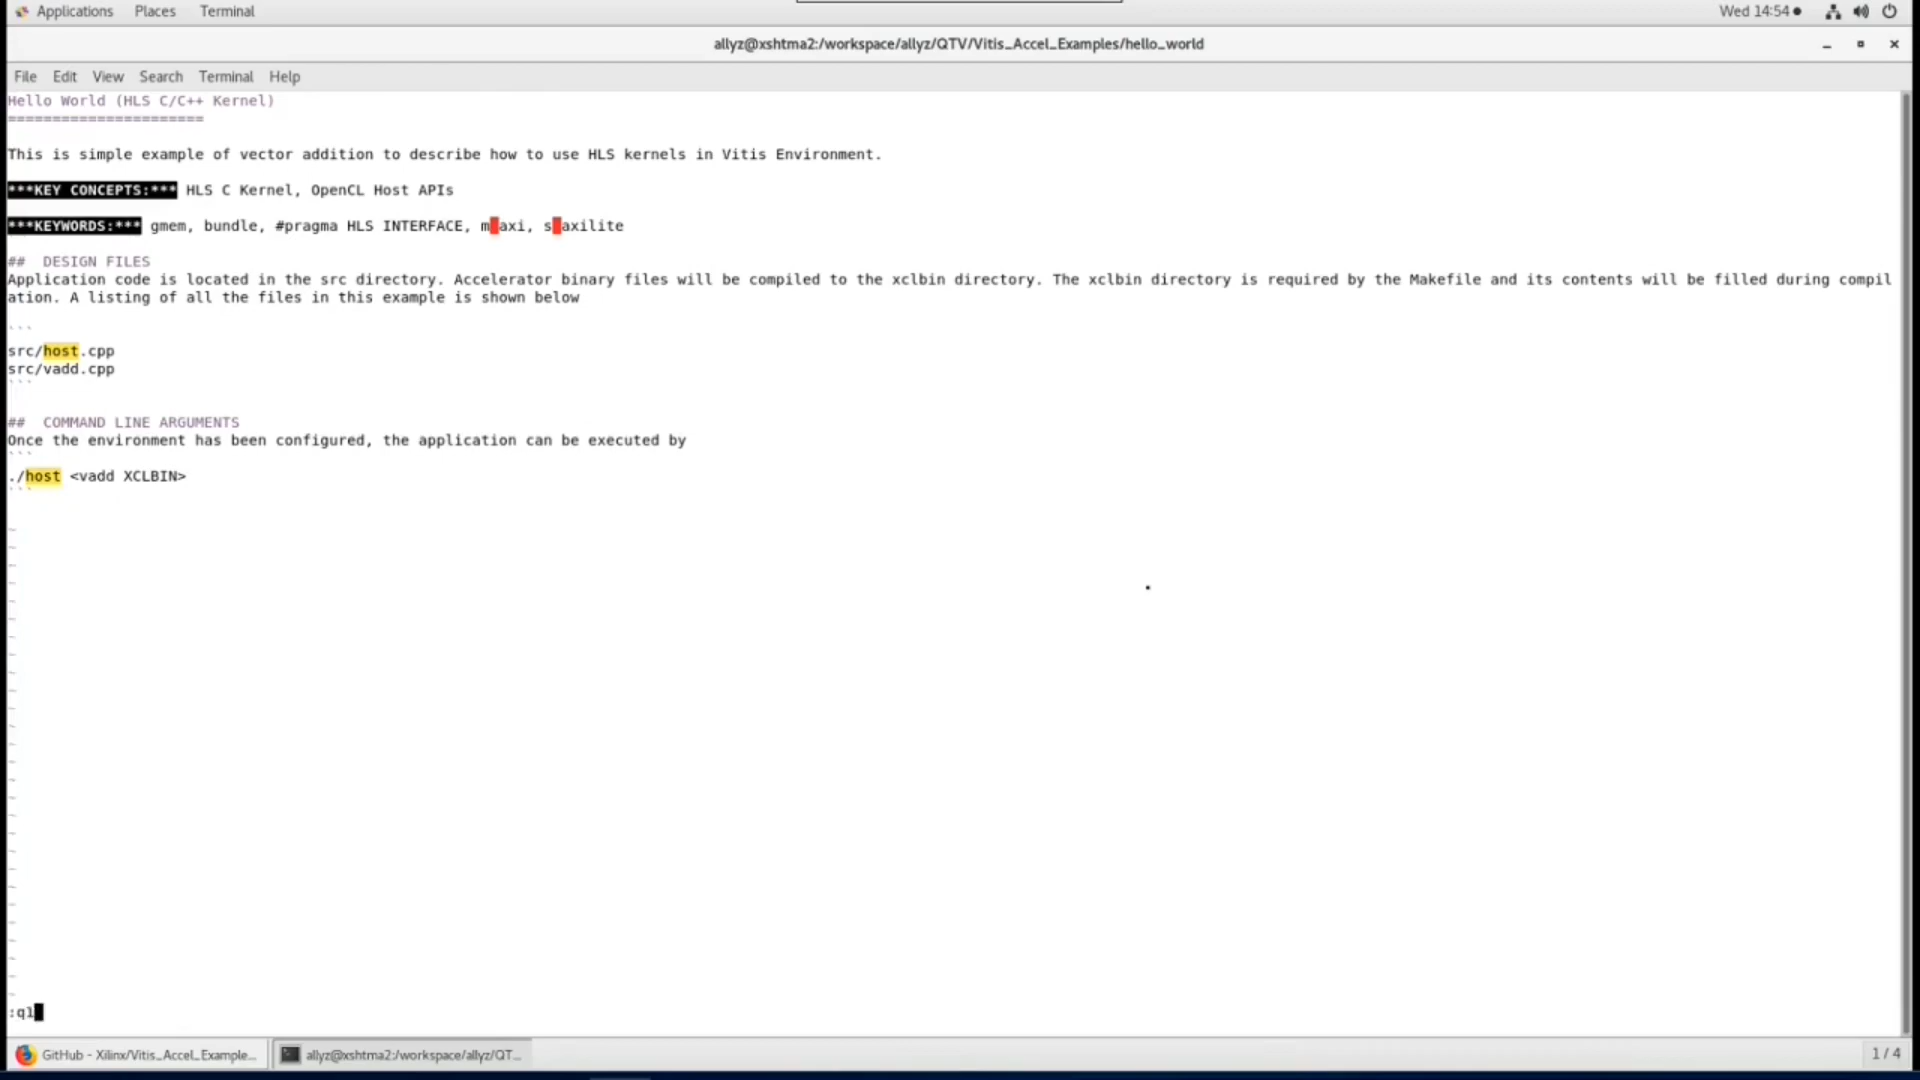 Applications Places Terminal Wed 14:54
allyz@xshtma2:/workspace/allyz/QTV/Vitis_Accel_Examples/hello_world
File Edit View Search Terminal Help
Hello World (HLS C/C++ Kernel)
======================
This is simple example of vector addition to describe how to use HLS kernels in Vitis Environment.
***KEY CONCEPTS:*** HLS C Kernel, OpenCL Host APIs
***KEYWORDS:*** gmem, bundle, #pragma HLS INTERFACE, m_axi, s_axilite
## DESIGN FILES
Application code is located in the src directory. Accelerator binary files will be compiled to the xclbin directory. The xclbin directory is required by the Makefile and its contents will be filled during compil
ation. A listing of all the files in this example is shown below
```
src/host.cpp
src/vadd.cpp
```
## COMMAND LINE ARGUMENTS
Once the environment has been configured, the application can be executed by
```
./host <vadd XCLBIN>
```
:q1
GitHub - Xilinx/Vitis_Accel_Example... allyz@xshtma2:/workspace/allyz/QT... 1 / 4